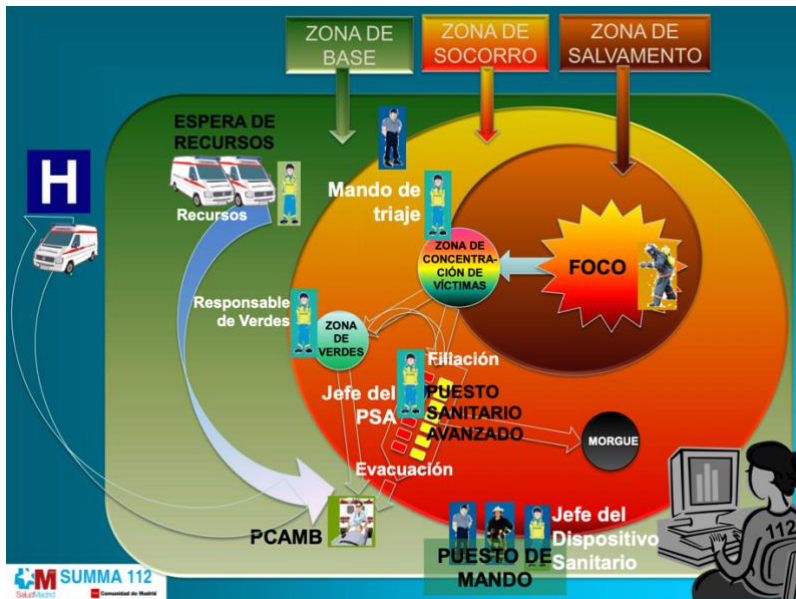 ZONA DE
BASE
ZONA DE
SOCORRO
ZONA DE
SALVAMENTO
ESPERA DE
RECURSOS
H
Recursos
Mando de
triaje
ZONA DE
CONCENTRA-
CIÓN DE
VÍCTIMAS
FOCO
Responsable
de Verdes
ZONA
DE
VERDES
Filiación
Jefe del
PSA
PUESTO
SANITARIO
AVANZADO
MORGUE
Evacuación
PCAMB
Jefe del
Dispositivo
Sanitario
PUESTO DE
MANDO
112
SM
SaludMadrid
SUMMA 112
Comunidad de Madrid